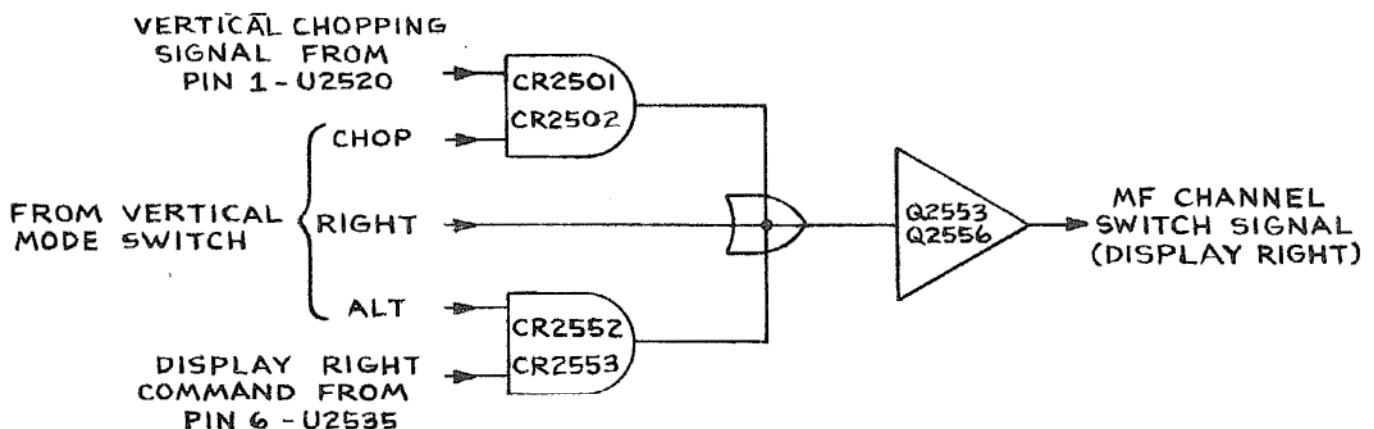 VERTICAL CHOPPING
SIGNAL FROM
PIN 1 - U2520
CHOP
FROM VERTICAL
MODE SWITCH
RIGHT
ALT
DISPLAY RIGHT
COMMAND FROM
PIN 6 - U2535
CR2501
CR2502
CR2552
CR2553
Q2553
Q2556
MF CHANNEL
SWITCH SIGNAL
(DISPLAY RIGHT)